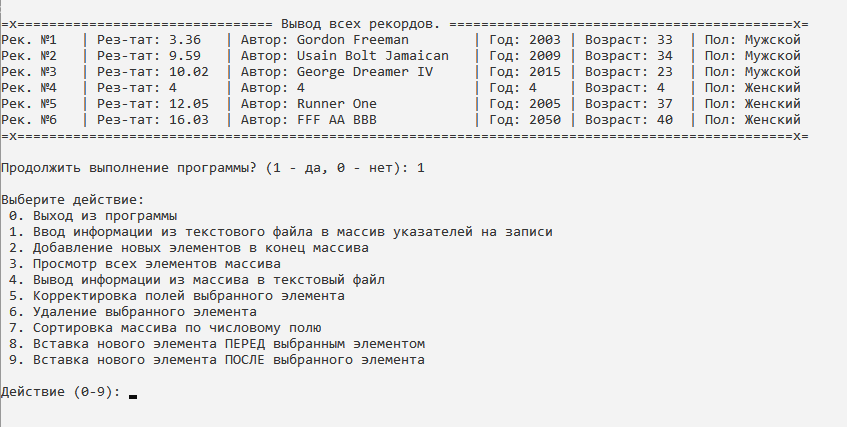 =x================================ Вывод всех рекордов. ===========================================x=
Рек. №1   | Рез-тат: 3.36   | Автор: Gordon Freeman        | Год: 2003 | Возраст: 33  | Пол: Мужской
Рек. №2   | Рез-тат: 9.59   | Автор: Usain Bolt Jamaican   | Год: 2009 | Возраст: 34  | Пол: Мужской
Рек. №3   | Рез-тат: 10.02  | Автор: George Dreamer IV     | Год: 2015 | Возраст: 23  | Пол: Мужской
Рек. №4   | Рез-тат: 4      | Автор: 4                     | Год: 4    | Возраст: 4   | Пол: Женский
Рек. №5   | Рез-тат: 12.05  | Автор: Runner One            | Год: 2005 | Возраст: 37  | Пол: Женский
Рек. №6   | Рез-тат: 16.03  | Автор: FFF AA BBB            | Год: 2050 | Возраст: 40  | Пол: Женский
=x=================================================================================================x=
Продолжить выполнение программы? (1 - да, 0 - нет): 1
Выберите действие:
0. Выход из программы
1. Ввод информации из текстового файла в массив указателей на записи
2. Добавление новых элементов в конец массива
3. Просмотр всех элементов массива
4. Вывод информации из массива в текстовый файл
5. Корректировка полей выбранного элемента
6. Удаление выбранного элемента
7. Сортировка массива по числовому полю
8. Вставка нового элемента ПЕРЕД выбранным элементом
9. Вставка нового элемента ПОСЛЕ выбранного элемента
Действие (0-9):